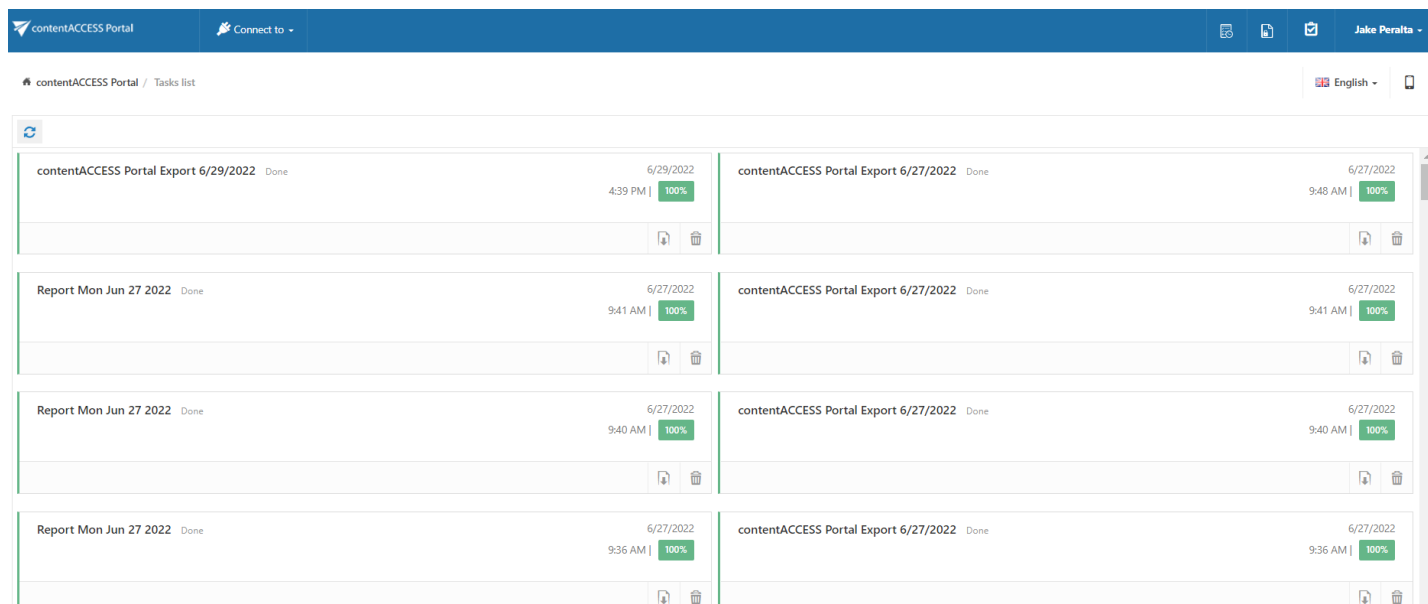 contentACCESS Portal Connect to Jake Peralta
contentACCESS Portal / Tasks list English
contentACCESS Portal Export 6/29/2022 Done 6/29/2022
4:39 PM | 100%
contentACCESS Portal Export 6/27/2022 Done 6/27/2022
9:48 AM | 100%
Report Mon Jun 27 2022 Done 6/27/2022
9:41 AM | 100%
contentACCESS Portal Export 6/27/2022 Done 6/27/2022
9:41 AM | 100%
Report Mon Jun 27 2022 Done 6/27/2022
9:40 AM | 100%
contentACCESS Portal Export 6/27/2022 Done 6/27/2022
9:40 AM | 100%
Report Mon Jun 27 2022 Done 6/27/2022
9:36 AM | 100%
contentACCESS Portal Export 6/27/2022 Done 6/27/2022
9:36 AM | 100%